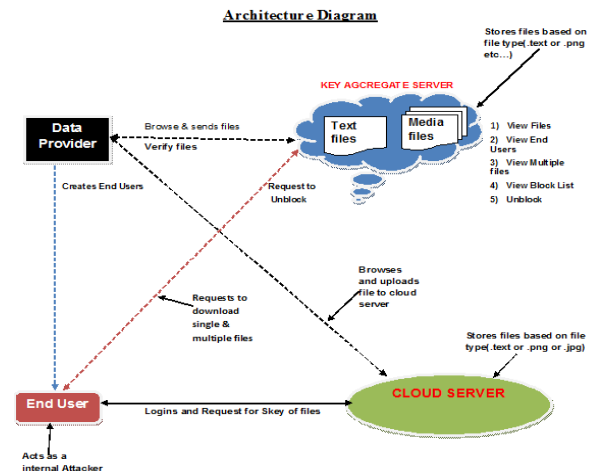 Architecture Diagram
Stores files based on
file type(.text or .png
etc...)
KEY AGCREGATE SERVER
Data
Provider
Browse & sends files
Verify files
Text
files
Media
files
1) View Files
2) View End
Users
3) View Multiple
files
4) View Block List
5) Unblock
Creates End Users
Request to
Unblock
Browses
and uploads
file to cloud
server
Requests to
download
single &
multiple files
Stores files based on file
type(.text or .png or .jpg)
End User
Logins and Request for Skey of files
CLOUD SERVER
Acts as a
internal Attacker